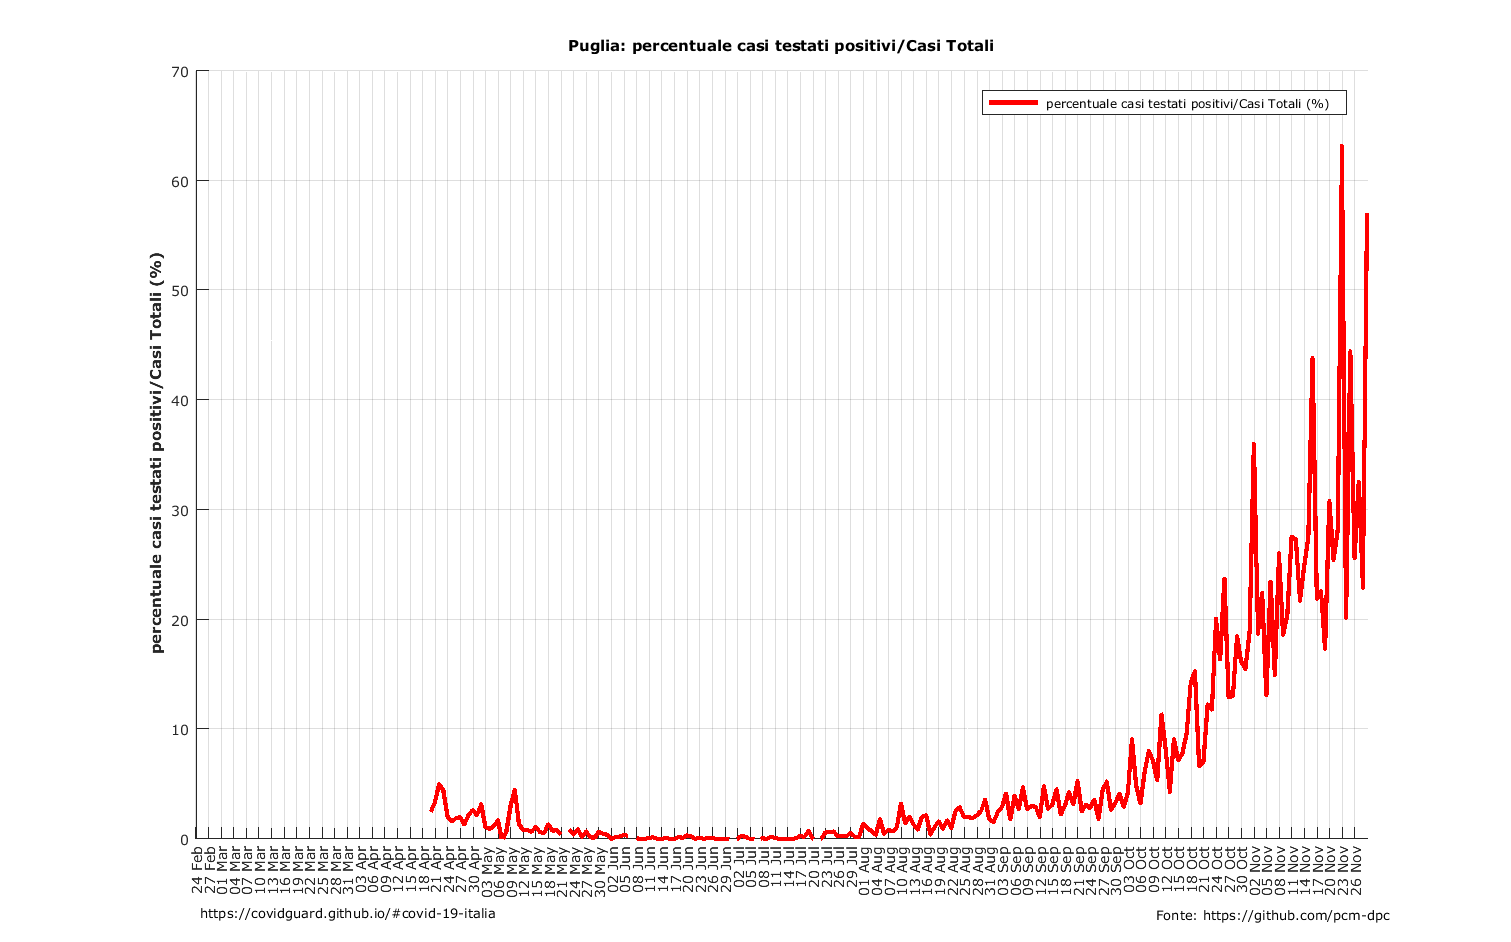 Puglia: percentuale casi testati positivi/Casi Totali
percentuale casi testati positivi/Casi Totali (%)
percentuale casi testati positivi/Casi Totali (%)
70
60
50
40
30
20
10
0
24 Feb
27 Feb
01 Mar
04 Mar
07 Mar
10 Mar
13 Mar
16 Mar
19 Mar
22 Mar
25 Mar
28 Mar
31 Mar
03 Apr
06 Apr
09 Apr
12 Apr
15 Apr
18 Apr
21 Apr
24 Apr
27 Apr
30 Apr
03 May
06 May
09 May
12 May
15 May
18 May
21 May
24 May
27 May
30 May
02 Jun
05 Jun
08 Jun
11 Jun
14 Jun
17 Jun
20 Jun
23 Jun
26 Jun
29 Jun
02 Jul
05 Jul
08 Jul
11 Jul
14 Jul
17 Jul
20 Jul
23 Jul
26 Jul
29 Jul
01 Aug
04 Aug
07 Aug
10 Aug
13 Aug
16 Aug
19 Aug
22 Aug
25 Aug
28 Aug
31 Aug
03 Sep
06 Sep
09 Sep
12 Sep
15 Sep
18 Sep
21 Sep
24 Sep
27 Sep
30 Sep
03 Oct
06 Oct
09 Oct
12 Oct
15 Oct
18 Oct
21 Oct
24 Oct
27 Oct
30 Oct
02 Nov
05 Nov
08 Nov
11 Nov
14 Nov
17 Nov
20 Nov
23 Nov
26 Nov
https://covidguard.github.io/#covid-19-italia
Fonte: https://github.com/pcm-dpc